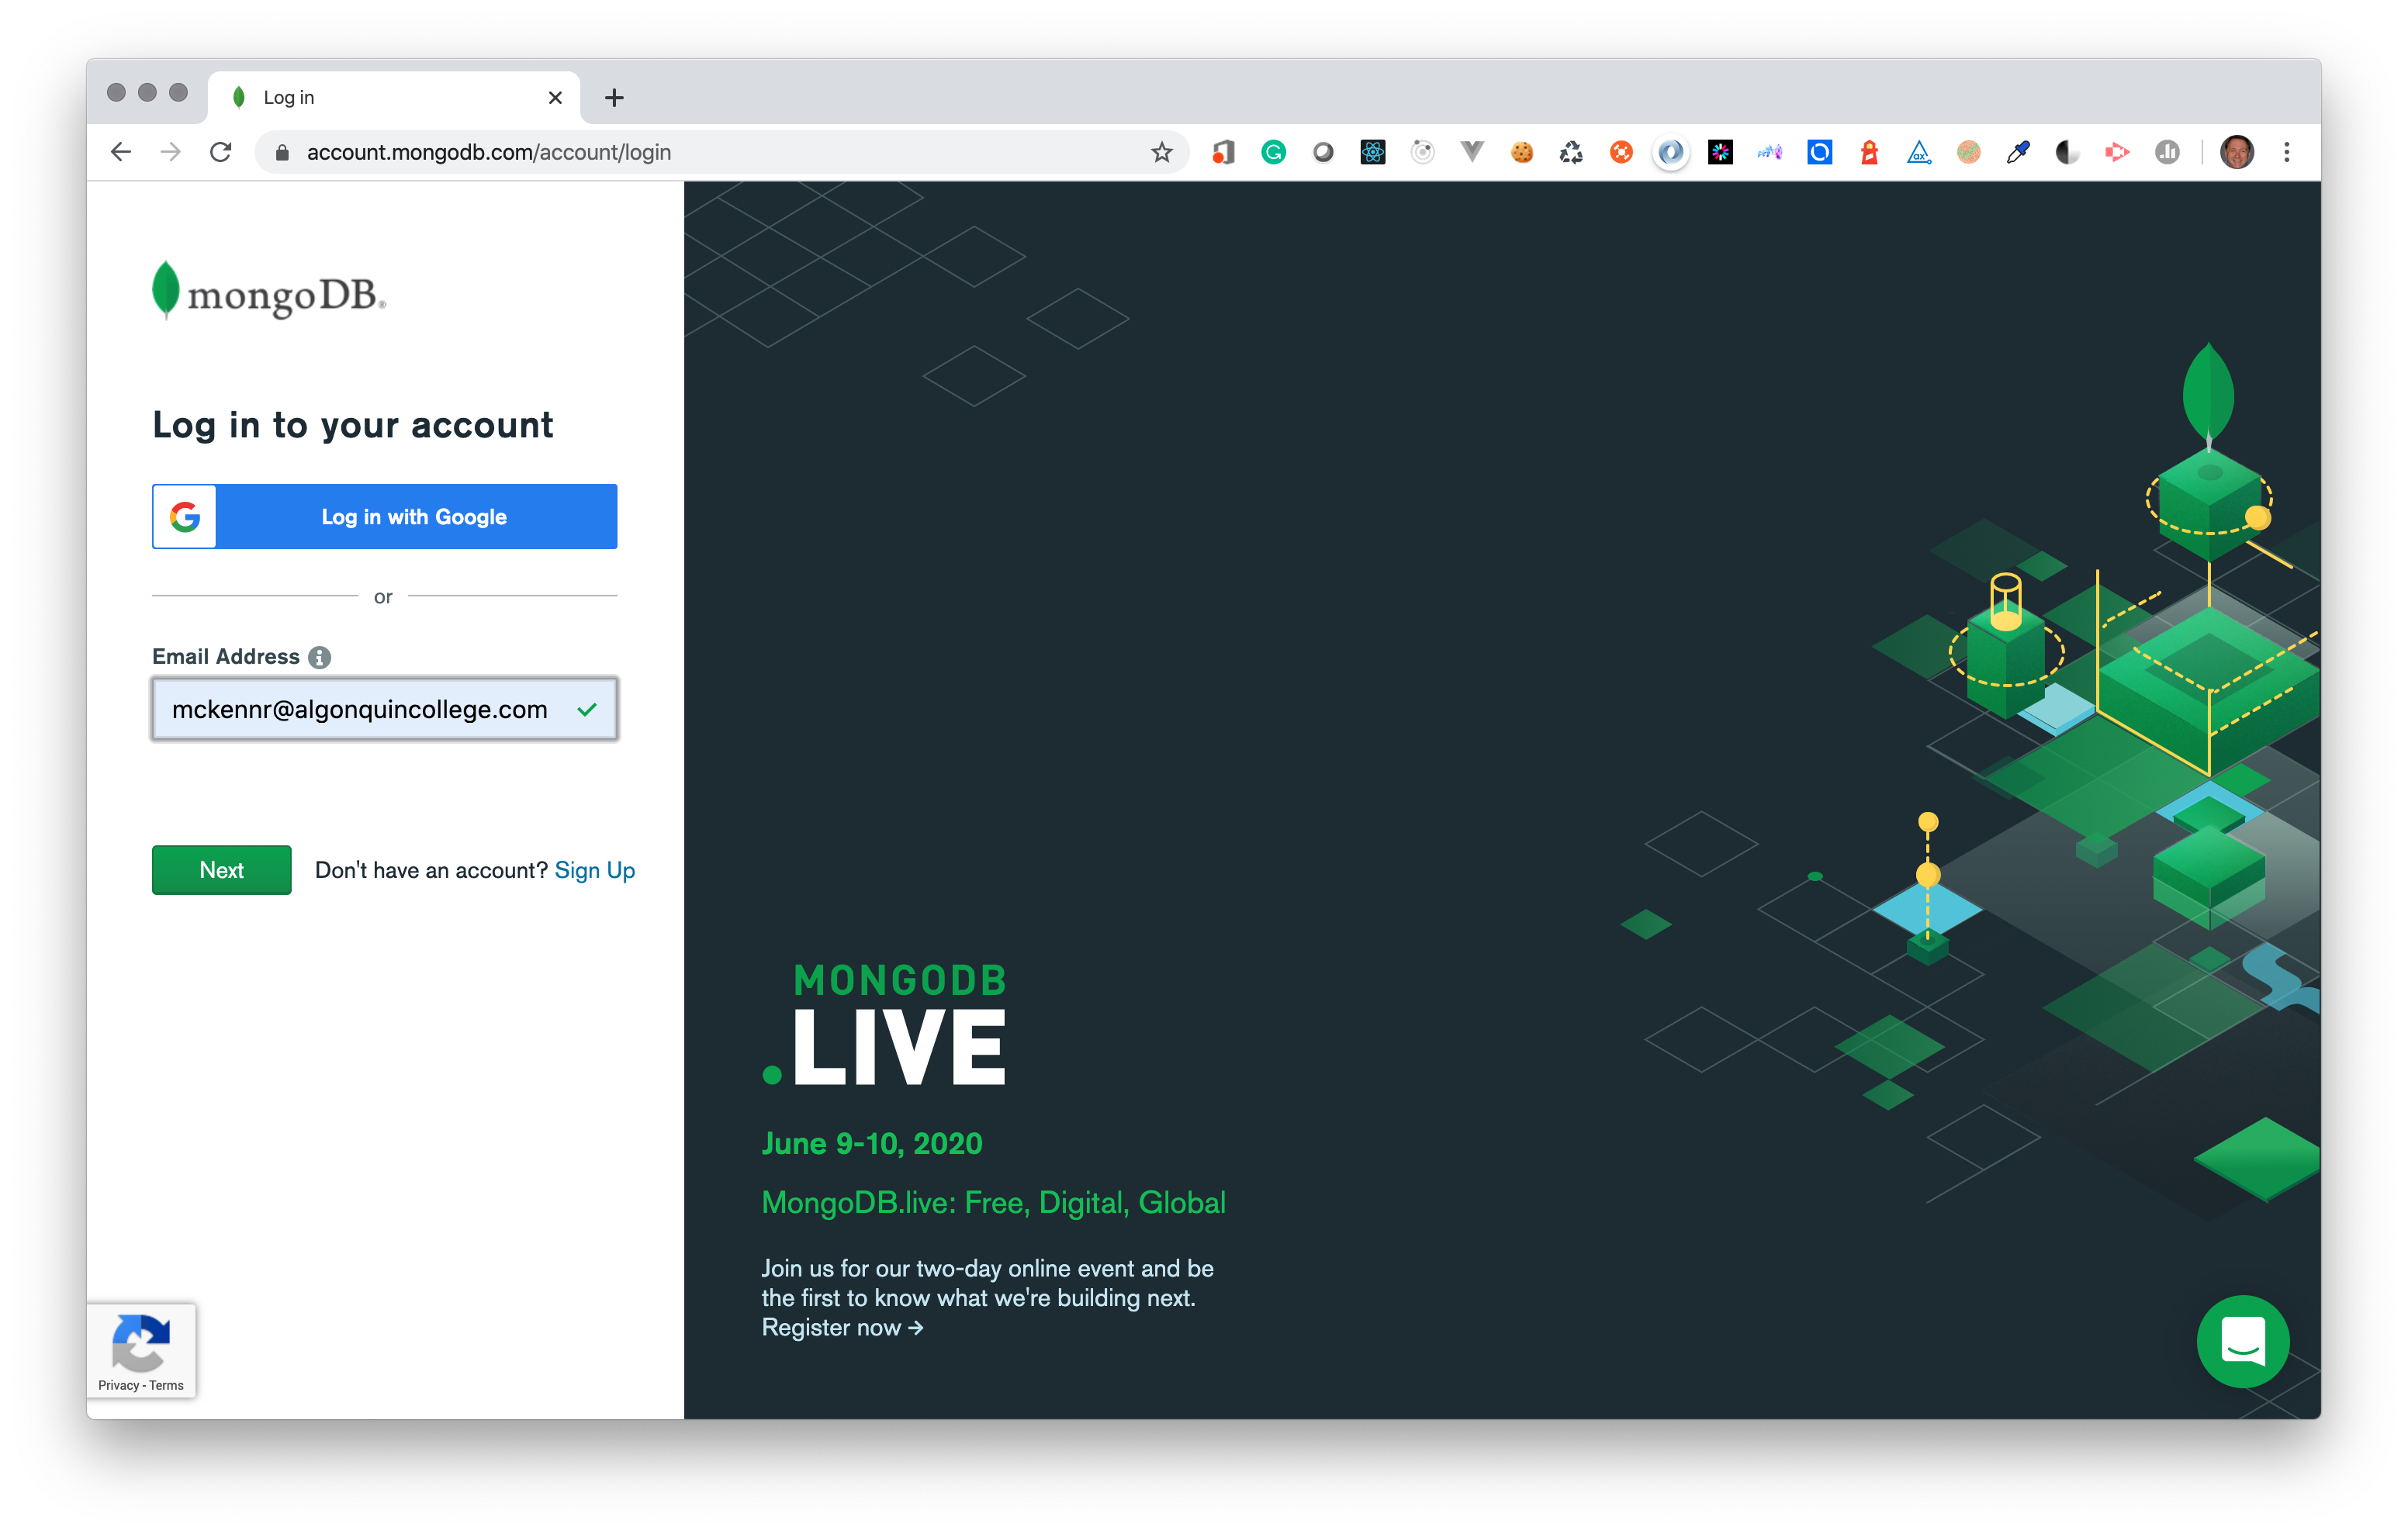 Log in
account.mongodb.com/account/login
mongoDB®
Log in to your account
Log in with Google
or
Email Address
mckennr@algonquincollege.com
Next
Don't have an account? Sign Up
MONGODB
.LIVE
June 9-10, 2020
MongoDB.live: Free, Digital, Global
Join us for our two-day online event and be
the first to know what we're building next.
Register now →
Privacy - Terms